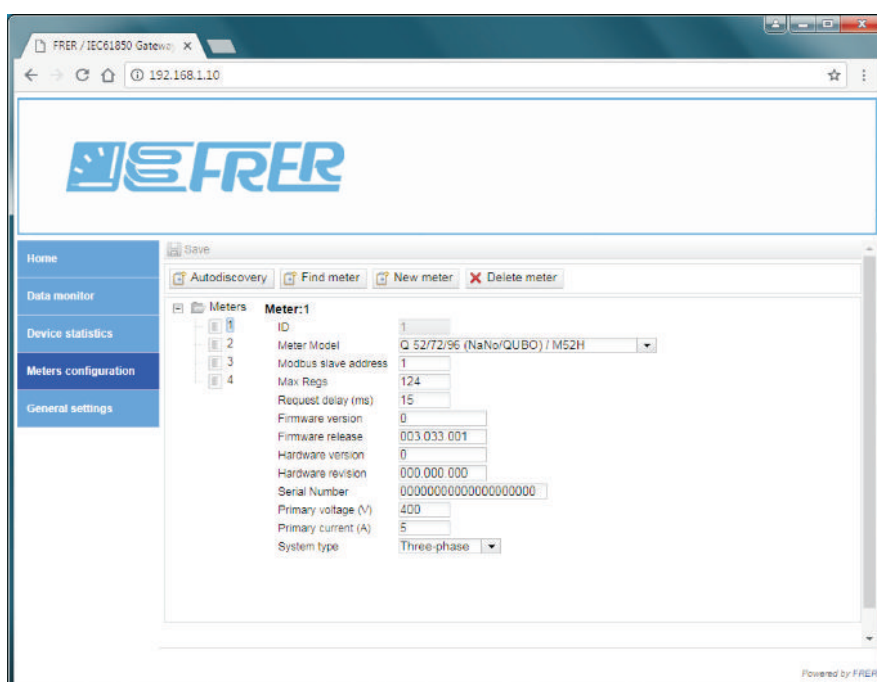 FRER / IEC61850 Gateway
192.168.1.10
FRER
Home
Data monitor
Device statistics
Meters configuration
General settings
Save
Autodiscovery Find meter New meter Delete meter
Meters
1
2
3
4
Meter:1
ID 1
Meter Model Q 52/72/96 (NaNo/QUBO) / M52H
Modbus slave address 1
Max Regs 124
Request delay (ms) 15
Firmware version 0
Firmware release 003.033.001
Hardware version 0
Hardware revision 000.000.000
Serial Number 00000000000000000000
Primary voltage (V) 400
Primary current (A) 5
System type Three-phase
Powered by FRER